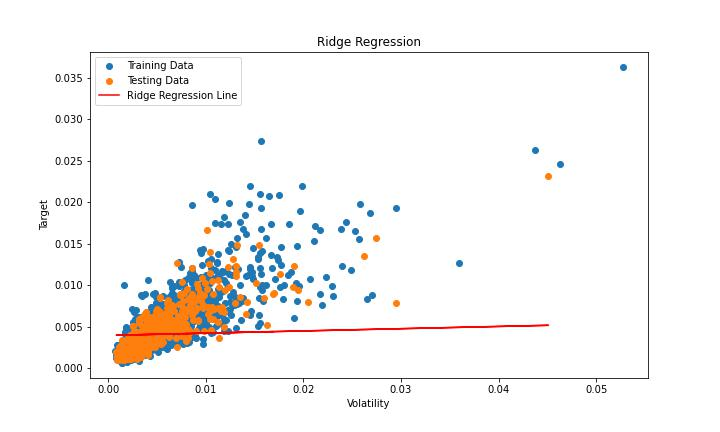 Ridge Regression
Training Data
Testing Data
Ridge Regression Line
0.035
0.030
0.025
0.020
0.015
0.010
0.005
0.000
Target
0.00 0.01 0.02 0.03 0.04 0.05
Volatility